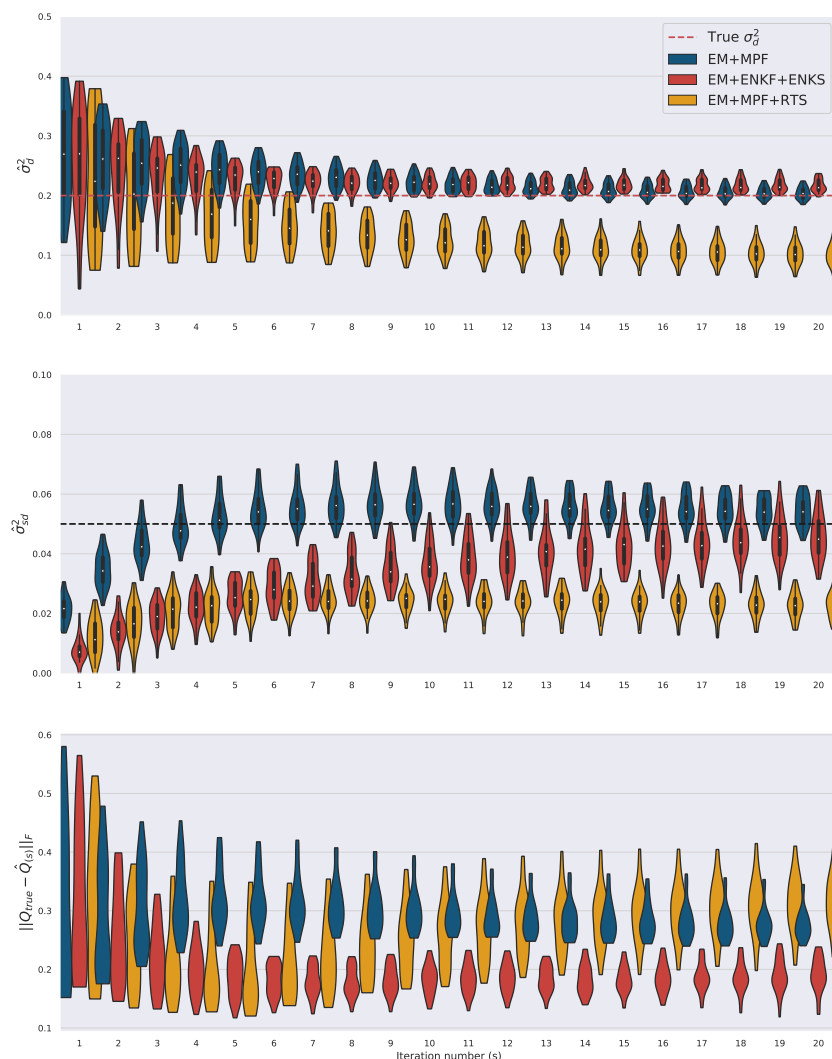 0.5
0.4
0.3
0.2
0.1
0.0
σ̂²_d
True σ²_d
EM+MPF
EM+ENKF+ENKS
EM+MPF+RTS
1 2 3 4 5 6 7 8 9 10 11 12 13 14 15 16 17 18 19 20
0.10
0.08
0.06
0.04
0.02
0.00
σ̂²_sd
1 2 3 4 5 6 7 8 9 10 11 12 13 14 15 16 17 18 19 20
0.6
0.5
0.4
0.3
0.2
0.1
||Q_true − Q̂_(s)||_F
1 2 3 4 5 6 7 8 9 10 11 12 13 14 15 16 17 18 19 20
Iteration number (s)